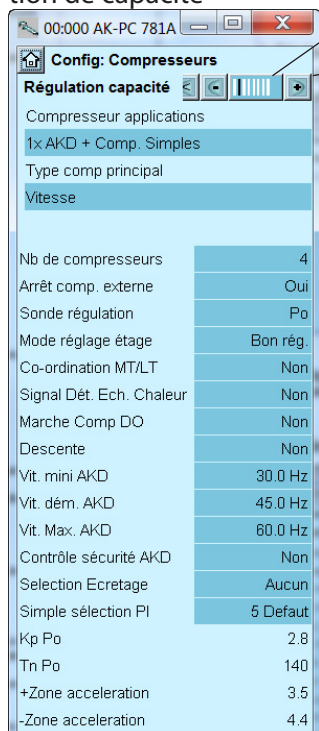 tion de capacité
00:000 AK-PC 781A
Config: Compresseurs
Régulation capacité
Compresseur applications
1x AKD + Comp. Simples
Type comp principal
Vitesse
Nb de compresseurs 4
Arrêt comp. externe Oui
Sonde régulation Po
Mode réglage étage Bon rég.
Co-ordination MT/LT Non
Signal Dét. Ech. Chaleur Non
Marche Comp DO Non
Descente Non
Vit. mini AKD 30.0 Hz
Vit. dém. AKD 45.0 Hz
Vit. Max. AKD 60.0 Hz
Contrôle sécurité AKD Non
Selection Ecretage Aucun
Simple sélection PI 5 Defaut
Kp Po 2.8
Tn Po 140
+Zone acceleration 3.5
-Zone acceleration 4.4